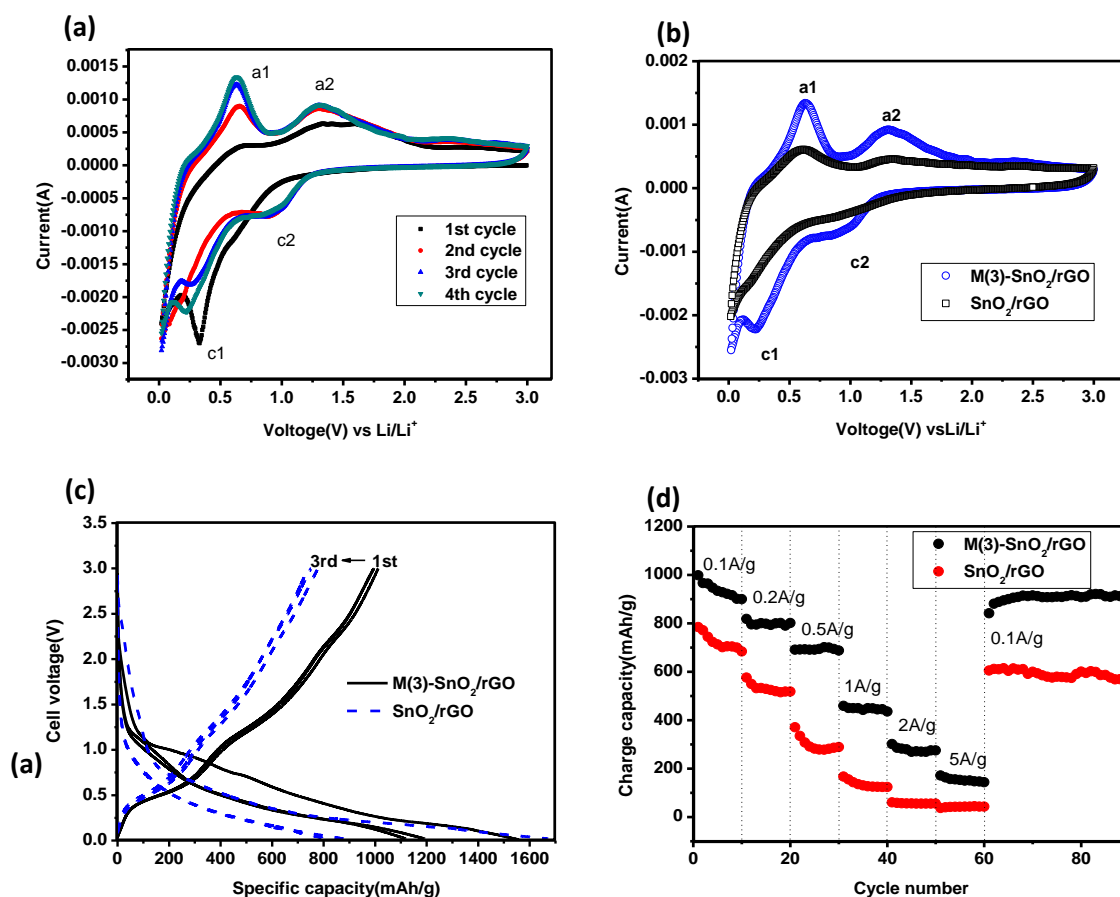 (a)
a1
a2
0.0015
0.0010
0.0005
0.0000
-0.0005
-0.0010
-0.0015
-0.0020
-0.0025
-0.0030
Current(A)
c2
c1
1st cycle
2nd cycle
3rd cycle
4th cycle
0.0 0.5 1.0 1.5 2.0 2.5 3.0
Voltoge(V) vs Li/Li⁺
(b)
a1
a2
0.002
0.001
0.000
-0.001
-0.002
-0.003
Current(A)
c2
c1
M(3)-SnO₂/rGO
SnO₂/rGO
0.0 0.5 1.0 1.5 2.0 2.5 3.0
Voltoge(V) vsLi/Li⁺
(c)
3.5
3.0
2.5
2.0
1.5
1.0
0.5
0.0
Cell voltage(V)
3rd 1st
M(3)-SnO₂/rGO
SnO₂/rGO
(a)
0 200 400 600 800 1000 1200 1400 1600
Specific capacity(mAh/g)
(d)
1200
1000
800
600
400
200
0
Charge capacity(mAh/g)
M(3)-SnO₂/rGO
SnO₂/rGO
0.1A/g
0.2A/g
0.5A/g
1A/g
2A/g
5A/g
0.1A/g
0 20 40 60 80
Cycle number